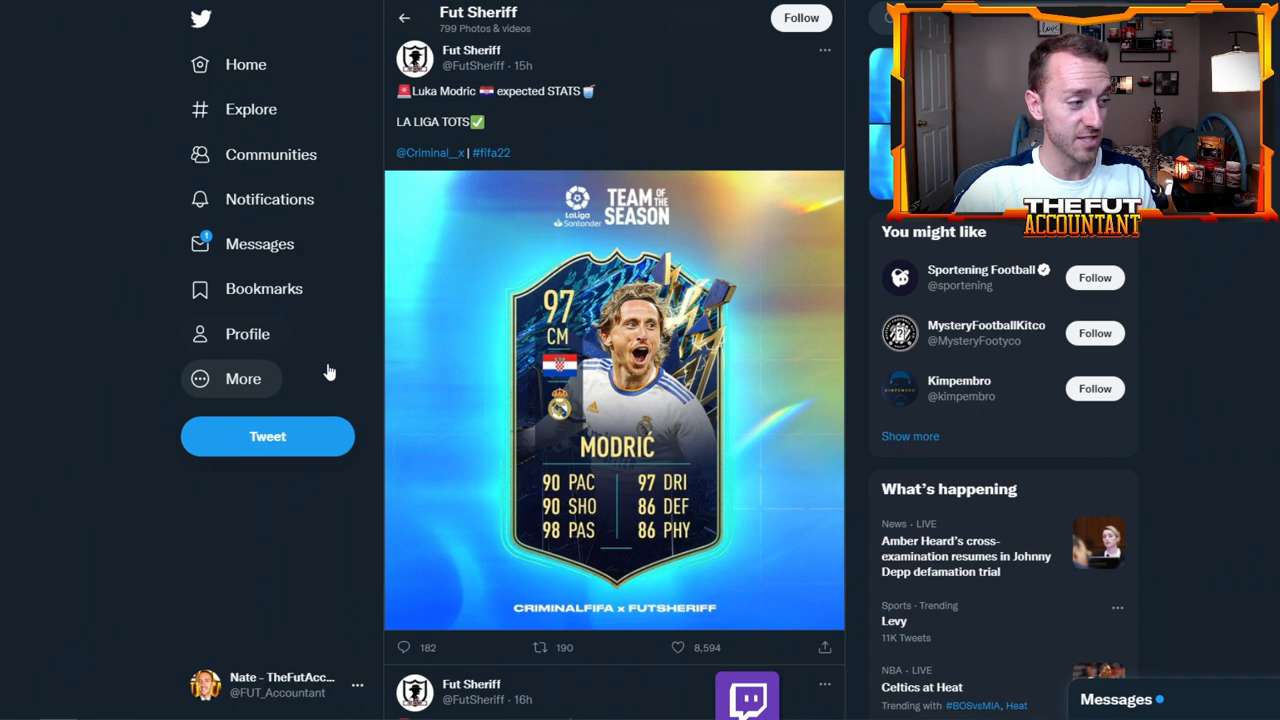 Home
Explore
Communities
Notifications
1
Messages
Bookmarks
Profile
More
Tweet
Nate - TheFutAcc...
@FUT_Accountant
Fut Sheriff
799 Photos & videos
Follow
Fut Sheriff
@FutSheriff · 15h
🚨Luka Modric 🇭🇷 expected STATS🥤
LA LIGA TOTS✅
@Criminal__x | #fifa22
LaLiga
Santander
TEAM OF THE
SEASON
97
CM
MODRIĆ
90 PAC 97 DRI
90 SHO 86 DEF
98 PAS 86 PHY
CRIMINALFIFA x FUTSHERIFF
182 190 8,594
Fut Sheriff
@FutSheriff · 16h
THE FUT
ACCOUNTANT
You might like
Sportening Football
@sportening
Follow
MysteryFootballKitco
@MysteryFootyco
Follow
Kimpembro
@kimpembro
Follow
Show more
What's happening
News · LIVE
Amber Heard's cross-
examination resumes in Johnny
Depp defamation trial
Sports · Trending
Levy
11K Tweets
NBA · LIVE
Celtics at Heat
Trending with #BOSvsMIA, Heat
Messages